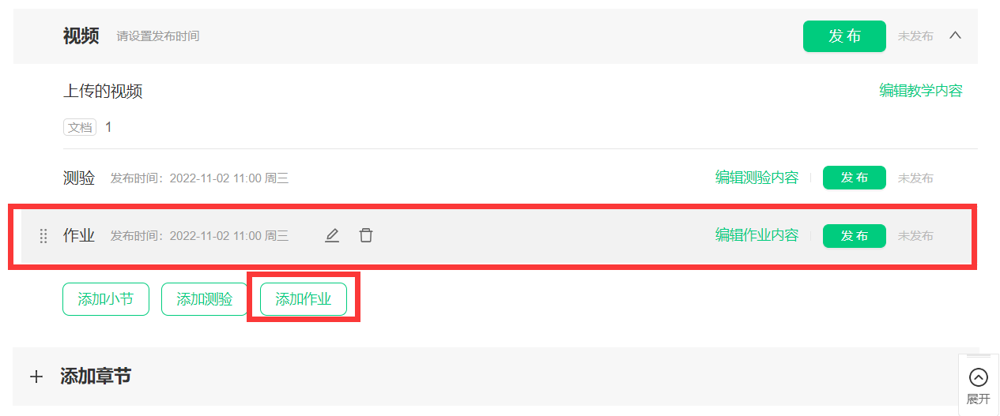 视频 请设置发布时间 发布 未发布
上传的视频 编辑教学内容
文档 1
测验 发布时间：2022-11-02 11:00 周三 编辑测验内容 发布 未发布
作业 发布时间：2022-11-02 11:00 周三 编辑作业内容 发布 未发布
添加小节 添加测验 添加作业
添加章节
展开